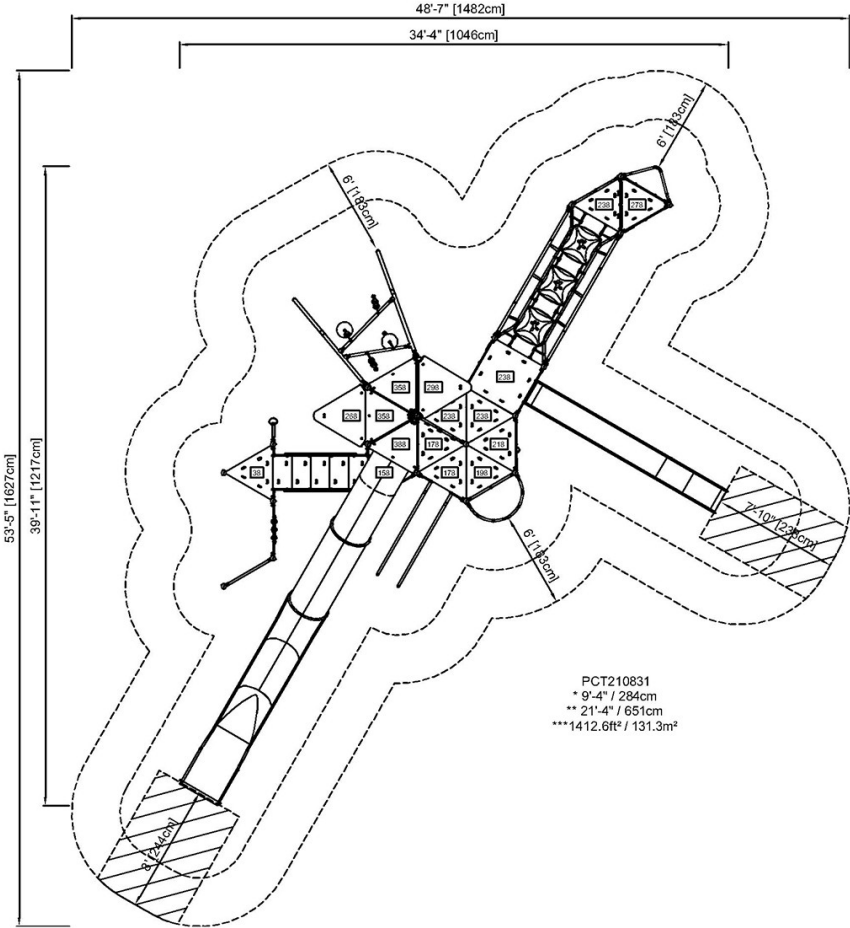 48'-7" [1482cm]
34'-4" [1046cm]
6' [183cm]
6' [183cm]
238
278
238
358
298
268
358
238
238
388
178
218
38
158
178
198
53'-5" [1627cm]
39'-11" [1217cm]
7'-10" [238cm]
6' [183cm]
PCT210831
* 9'-4" / 284cm
** 21'-4" / 651cm
***1412.6ft² / 131.3m²
8' [244cm]